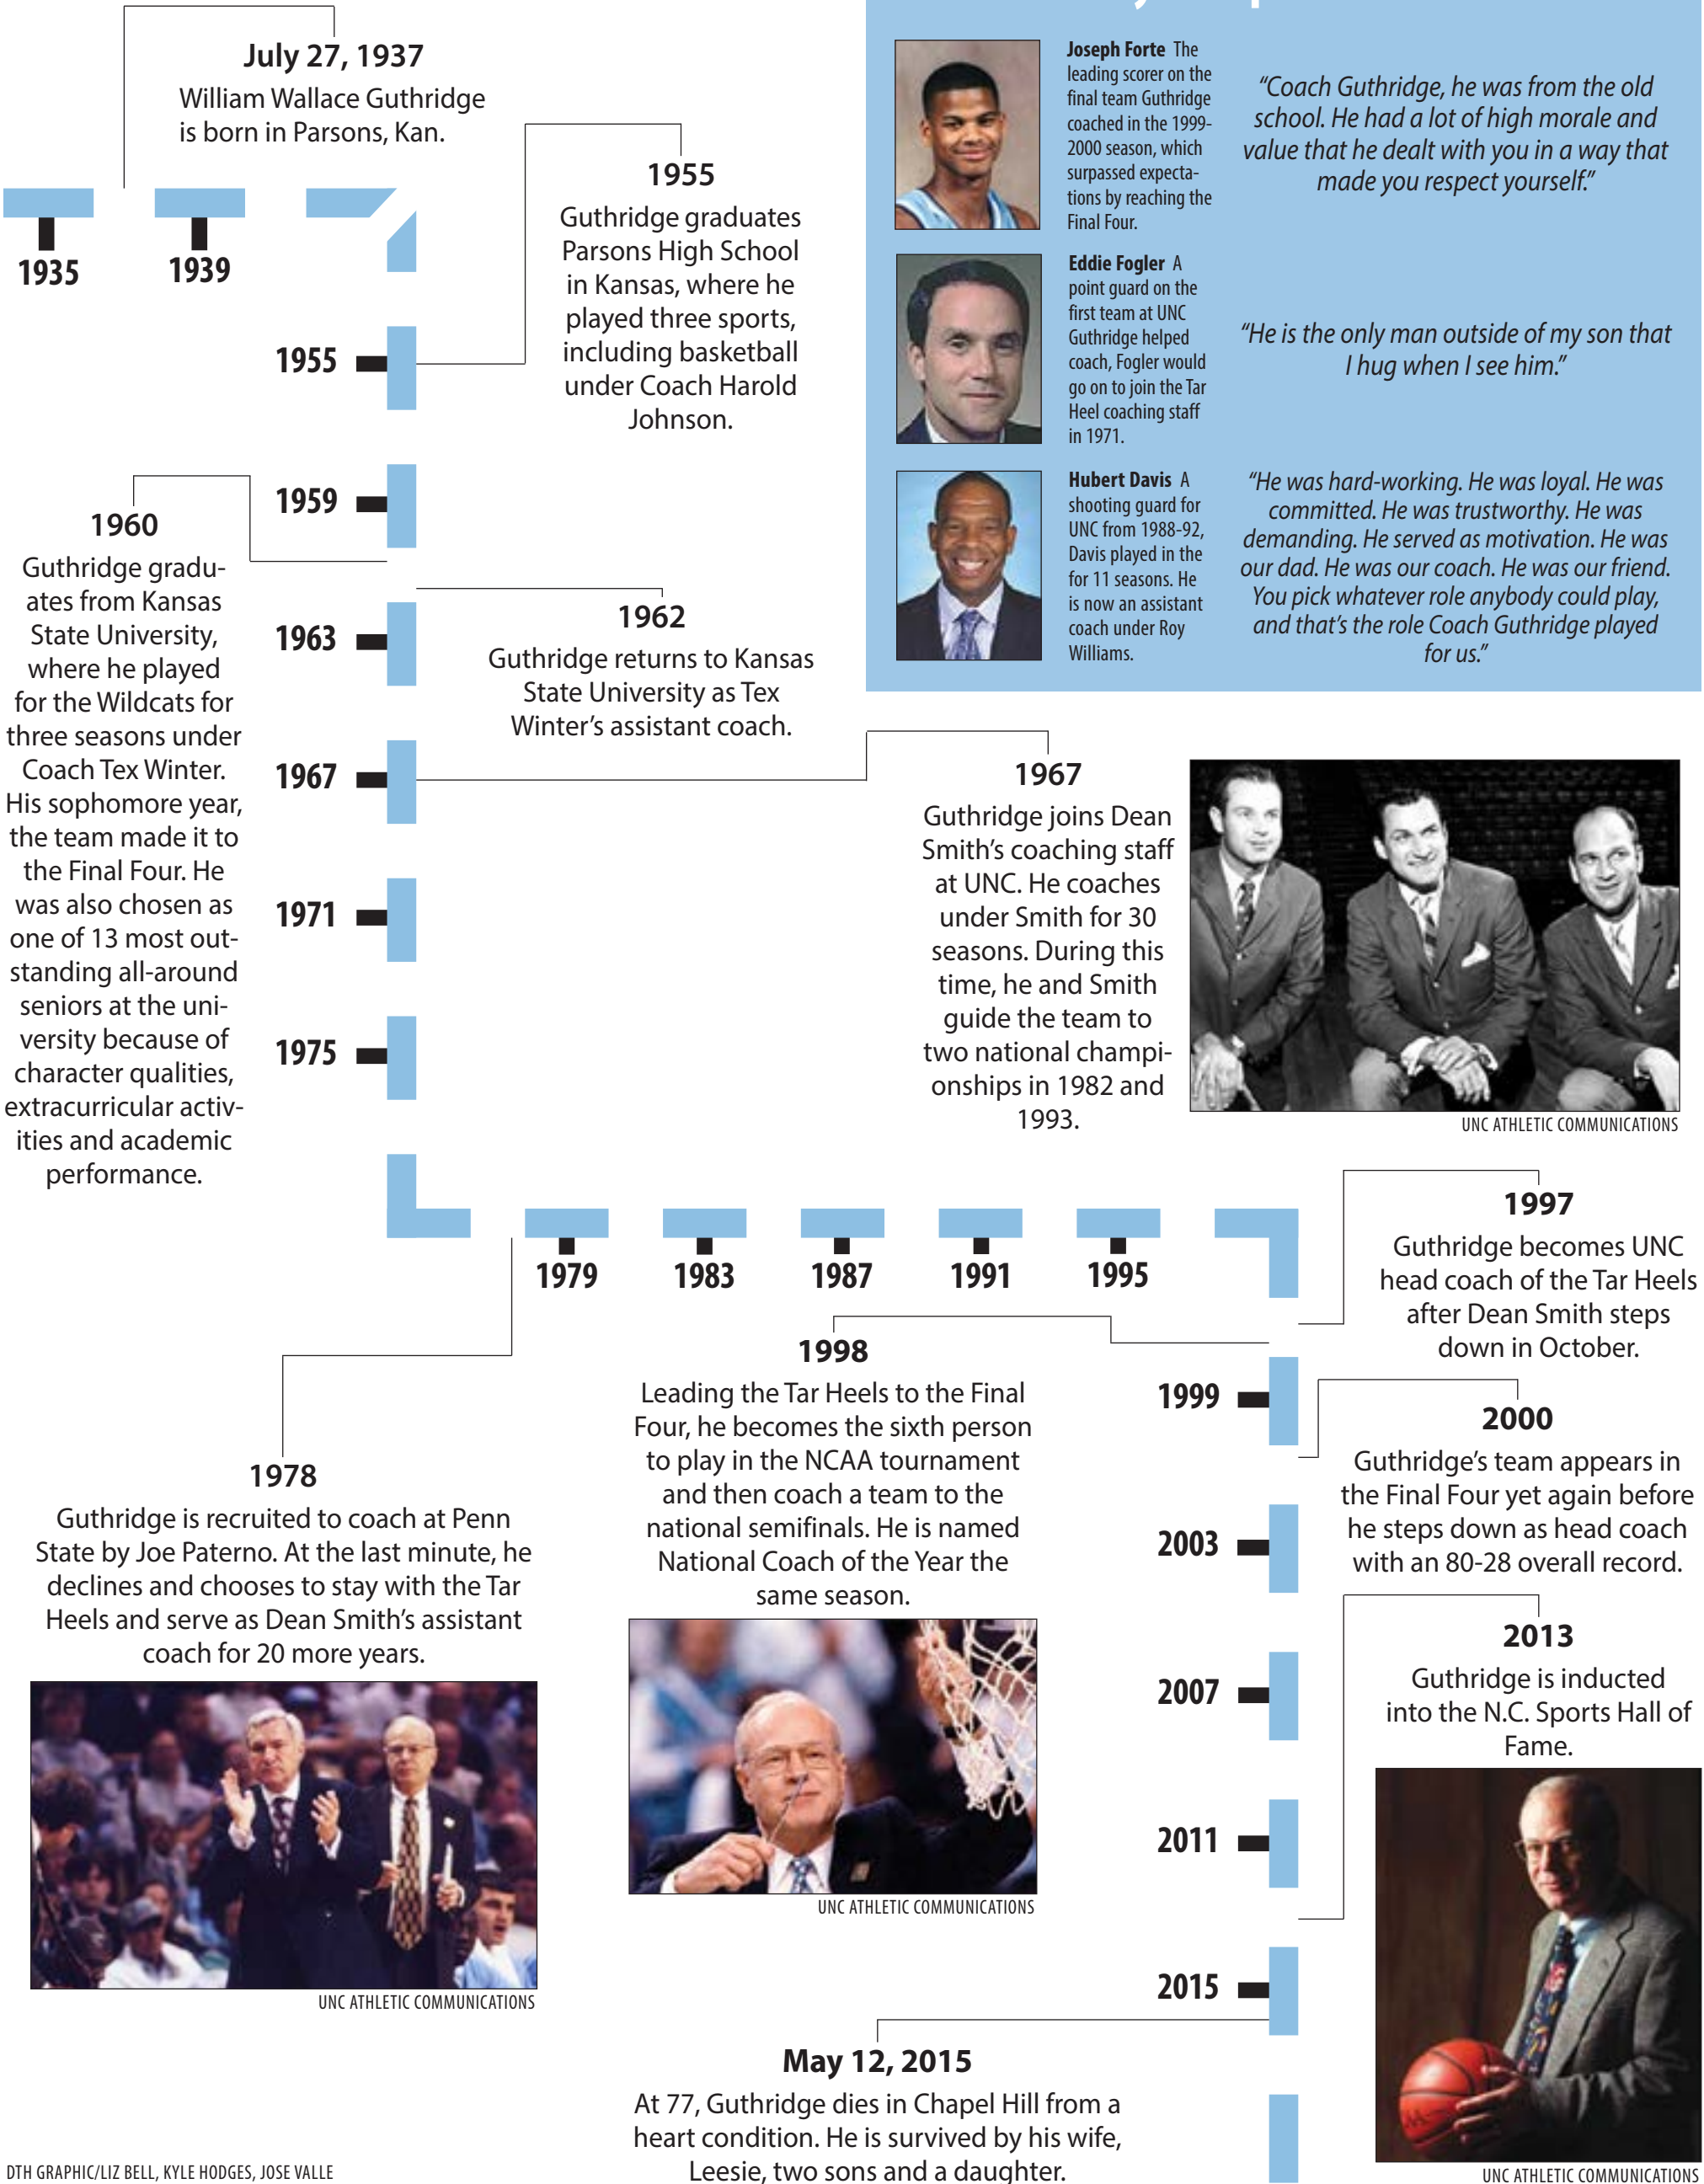 July 27, 1937
William Wallace Guthridge
is born in Parsons, Kan.
1935
1939
1955
Guthridge graduates
Parsons High School
in Kansas, where he
played three sports,
including basketball
under Coach Harold
Johnson.
Joseph Forte The
leading scorer on the
final team Guthridge
coached in the 1999-
2000 season, which
surpassed expecta-
tions by reaching the
Final Four.
“Coach Guthridge, he was from the old
school. He had a lot of high morale and
value that he dealt with you in a way that
made you respect yourself.”
Eddie Fogler A
point guard on the
first team at UNC
Guthridge helped
coach, Fogler would
go on to join the Tar
Heel coaching staff
in 1971.
“He is the only man outside of my son that
I hug when I see him.”
Hubert Davis A
shooting guard for
UNC from 1988-92,
Davis played in the
for 11 seasons. He
is now an assistant
coach under Roy
Williams.
“He was hard-working. He was loyal. He was
committed. He was trustworthy. He was
demanding. He served as motivation. He was
our dad. He was our coach. He was our friend.
You pick whatever role anybody could play,
and that’s the role Coach Guthridge played
for us.”
1955
1959
1963
1967
1971
1975
1960
Guthridge gradu-
ates from Kansas
State University,
where he played
for the Wildcats for
three seasons under
Coach Tex Winter.
His sophomore year,
the team made it to
the Final Four. He
was also chosen as
one of 13 most out-
standing all-around
seniors at the uni-
versity because of
character qualities,
extracurricular activ-
ities and academic
performance.
1962
Guthridge returns to Kansas
State University as Tex
Winter’s assistant coach.
1967
Guthridge joins Dean
Smith’s coaching staff
at UNC. He coaches
under Smith for 30
seasons. During this
time, he and Smith
guide the team to
two national champi-
onships in 1982 and
1993.
UNC ATHLETIC COMMUNICATIONS
1979
1983
1987
1991
1995
1997
Guthridge becomes UNC
head coach of the Tar Heels
after Dean Smith steps
down in October.
1978
Guthridge is recruited to coach at Penn
State by Joe Paterno. At the last minute, he
declines and chooses to stay with the Tar
Heels and serve as Dean Smith’s assistant
coach for 20 more years.
UNC ATHLETIC COMMUNICATIONS
1998
Leading the Tar Heels to the Final
Four, he becomes the sixth person
to play in the NCAA tournament
and then coach a team to the
national semifinals. He is named
National Coach of the Year the
same season.
UNC ATHLETIC COMMUNICATIONS
1999
2003
2007
2011
2015
2000
Guthridge’s team appears in
the Final Four yet again before
he steps down as head coach
with an 80-28 overall record.
2013
Guthridge is inducted
into the N.C. Sports Hall of
Fame.
UNC ATHLETIC COMMUNICATIONS
May 12, 2015
At 77, Guthridge dies in Chapel Hill from a
heart condition. He is survived by his wife,
Leesie, two sons and a daughter.
DTH GRAPHIC/LIZ BELL, KYLE HODGES, JOSE VALLE